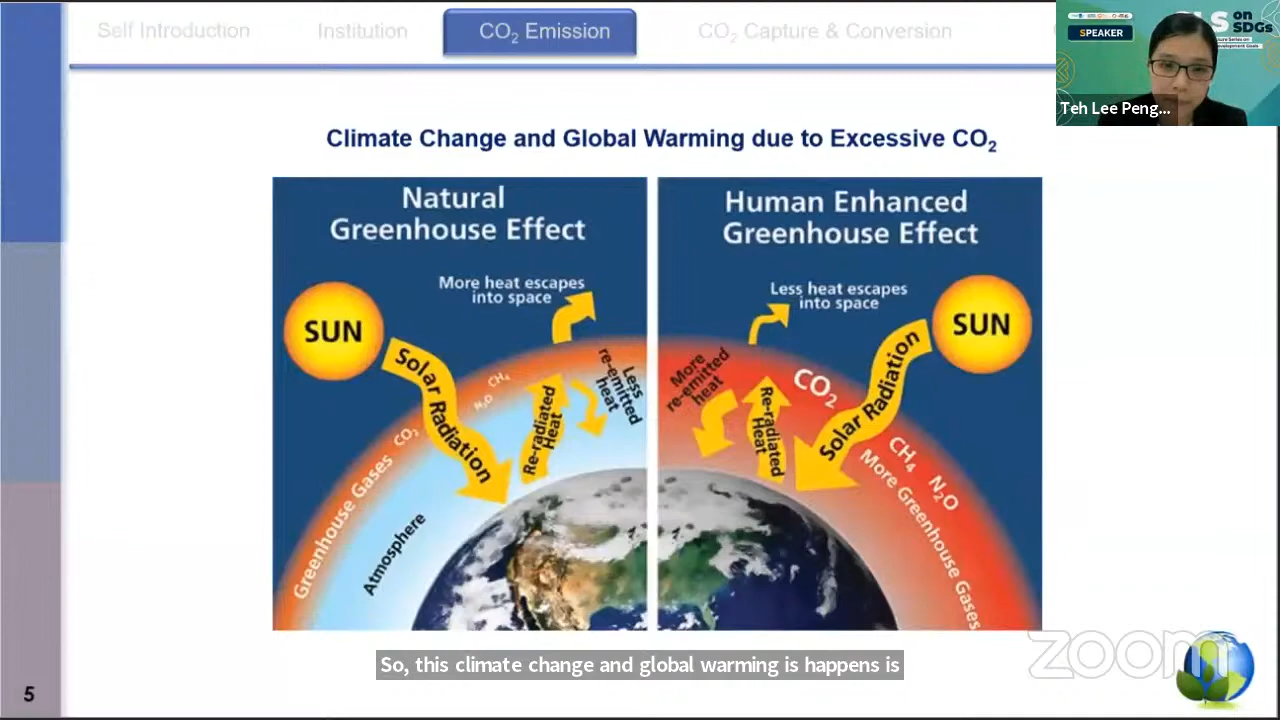 Self Introduction
Institution
CO₂ Emission
CO₂ Capture & Conversion
on
SDGs
SPEAKER
Teh Lee Peng...
Climate Change and Global Warming due to Excessive CO₂
Natural
Greenhouse Effect
More heat escapes
into space
SUN
Solar Radiation
CH₄
N₂O
CO₂
Greenhouse Gases
Atmosphere
Re-radiated
Heat
Less
re-emitted
heat
Human Enhanced
Greenhouse Effect
Less heat escapes
into space
SUN
More
re-emitted
heat
Re-radiated
Heat
CO₂
Solar Radiation
CH₄
N₂O
More Greenhouse Gases
So, this climate change and global warming is happens is
zoom
5